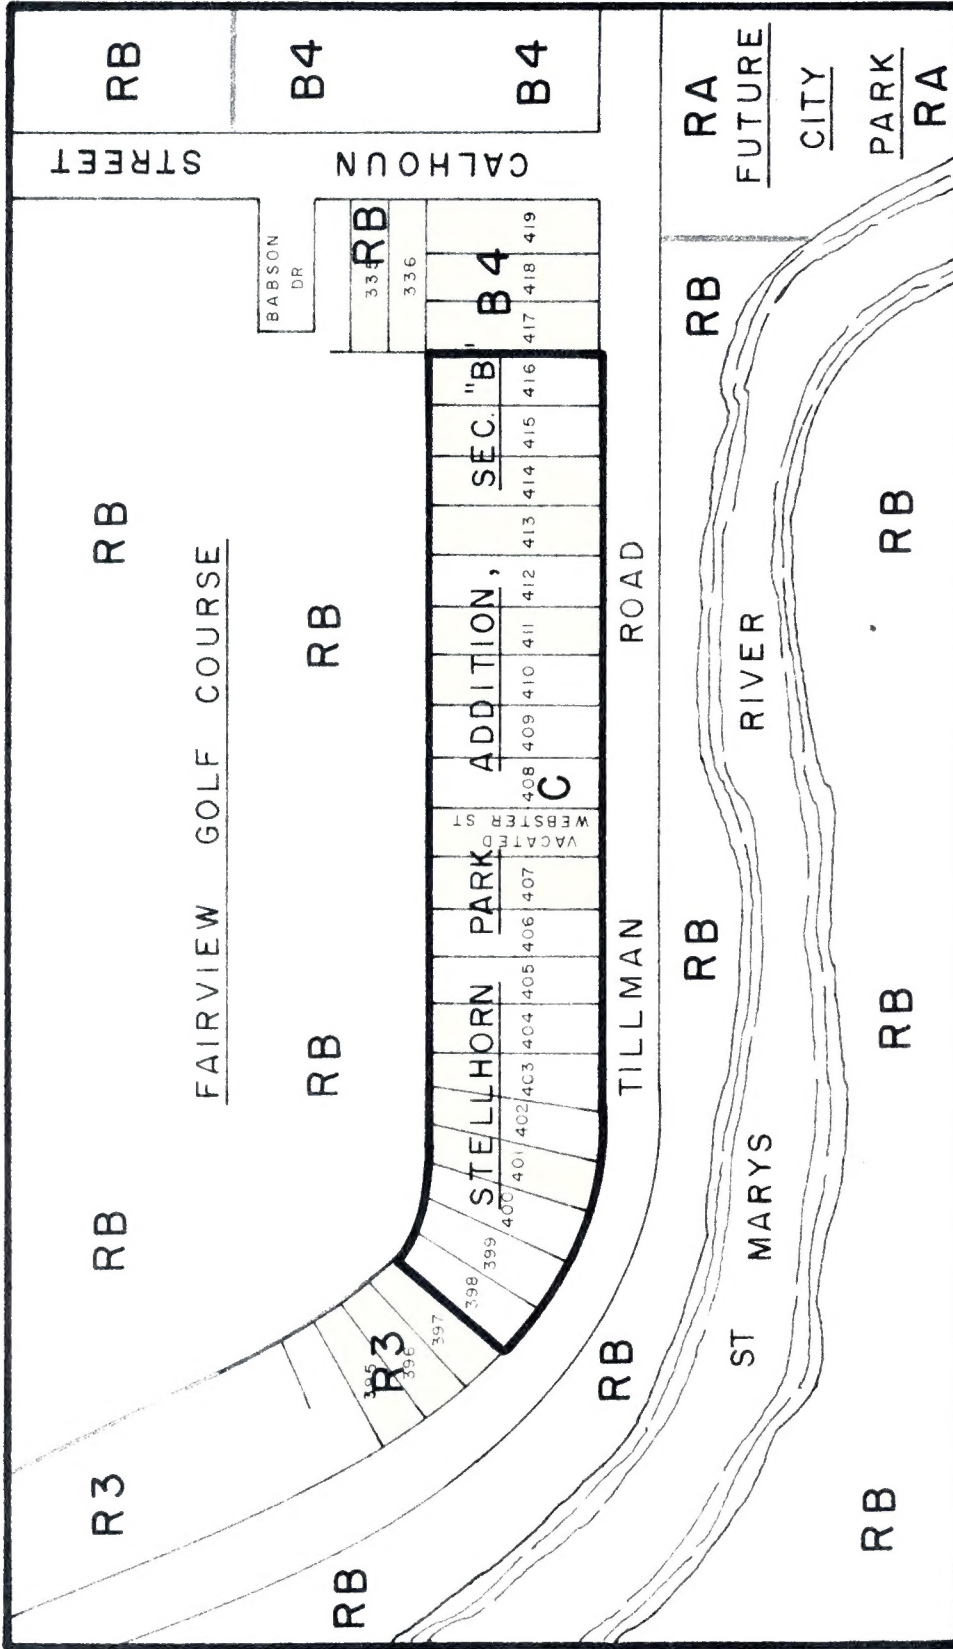 R3
RB
RB
RB
CALHOUN STREET
FAIRVIEW GOLF COURSE
BABSON
DR
RB
RB
B4
RB
R3
395
396
397
335
RB
336
STELLHORN PARK ADDITION, SEC. "B"
B4
B4
398 399 400 401 402 403 404 405 406 407
VACATED
WEBSTER ST
408 409 410 411 412 413 414 415 416 417 418 419
C
RB
TILLMAN ROAD
RB
RB
RA
FUTURE
CITY
PARK
RA
ST MARYS RIVER
RB
RB
RB